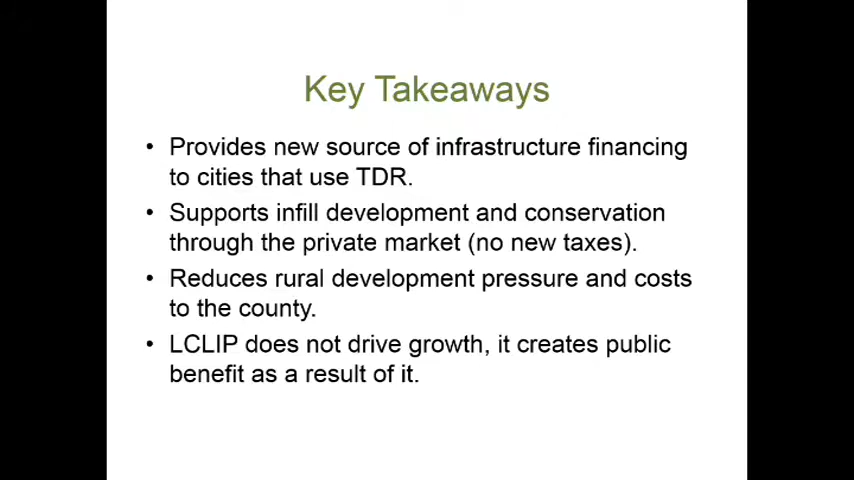 Key Takeaways
• Provides new source of infrastructure financing
to cities that use TDR.
• Supports infill development and conservation
through the private market (no new taxes).
• Reduces rural development pressure and costs
to the county.
• LCLIP does not drive growth, it creates public
benefit as a result of it.